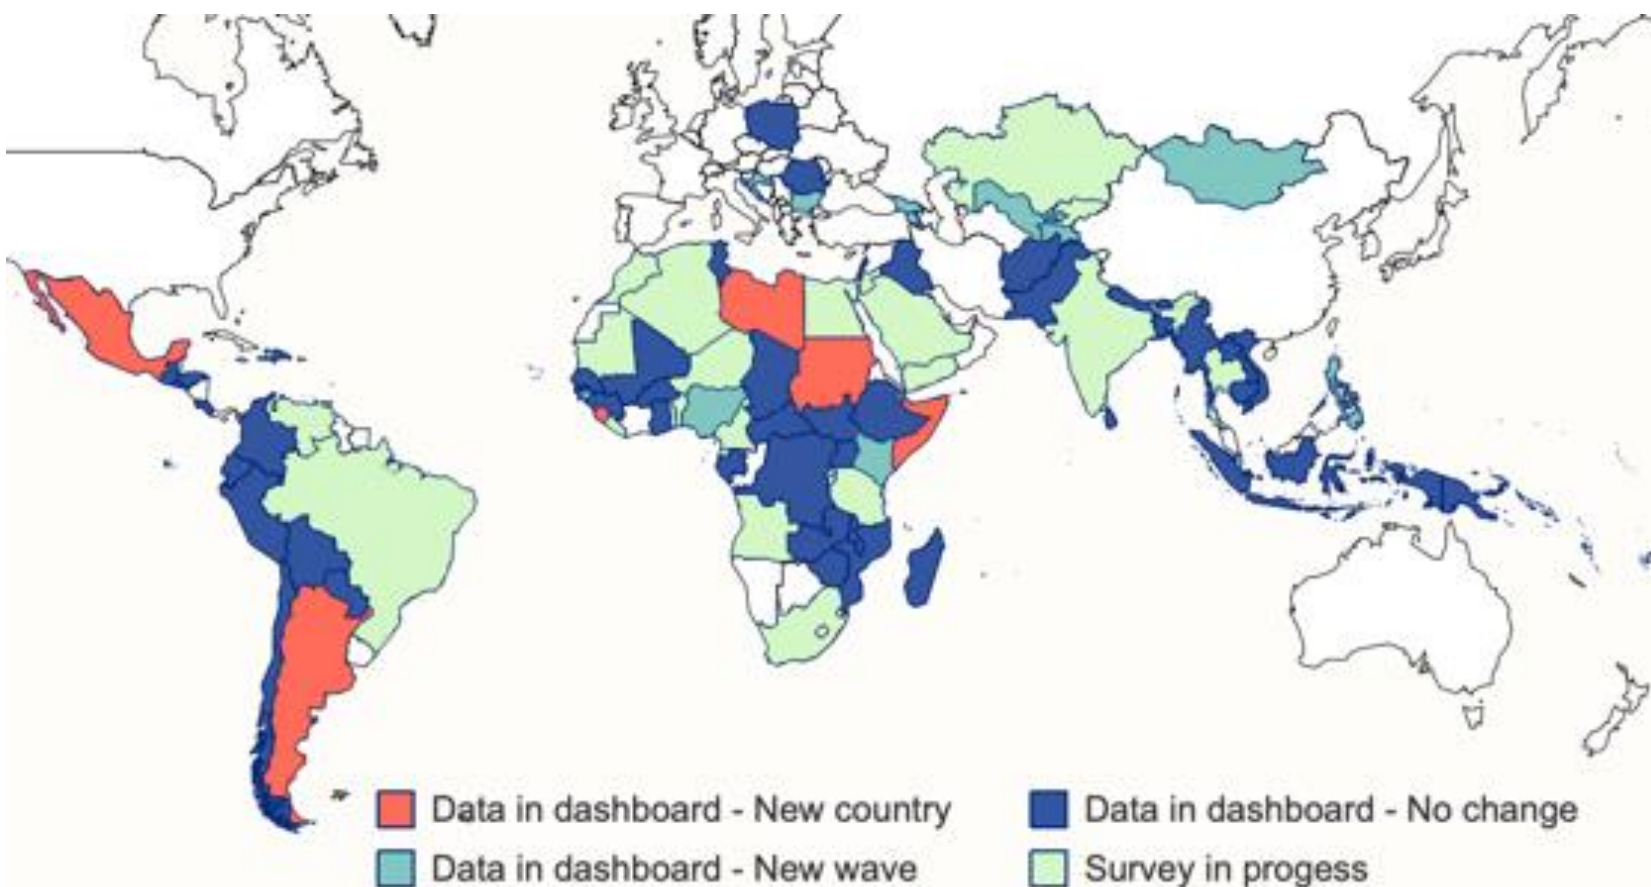 Data in dashboard - New country
Data in dashboard - No change
Data in dashboard - New wave
Survey in progess